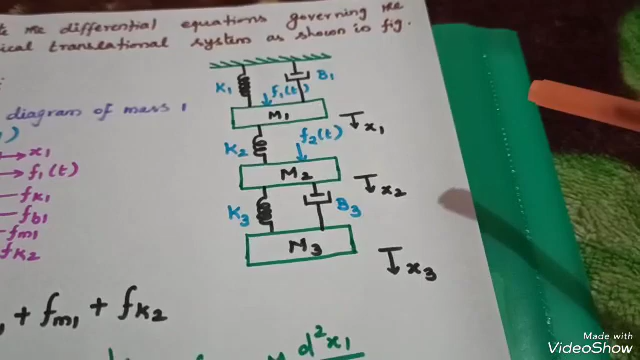 me differential equations governing the
ical translational system as shown in fig.
diagram of mass 1
K1
B1
f1(t)
M1
x1
K2
f2(t)
M2
x2
K3
B3
M3
x3
x1
f1(t)
fk1
fb1
fm1
fk2
+ fm1 + fk2
d²x1
Made with
VideoShow